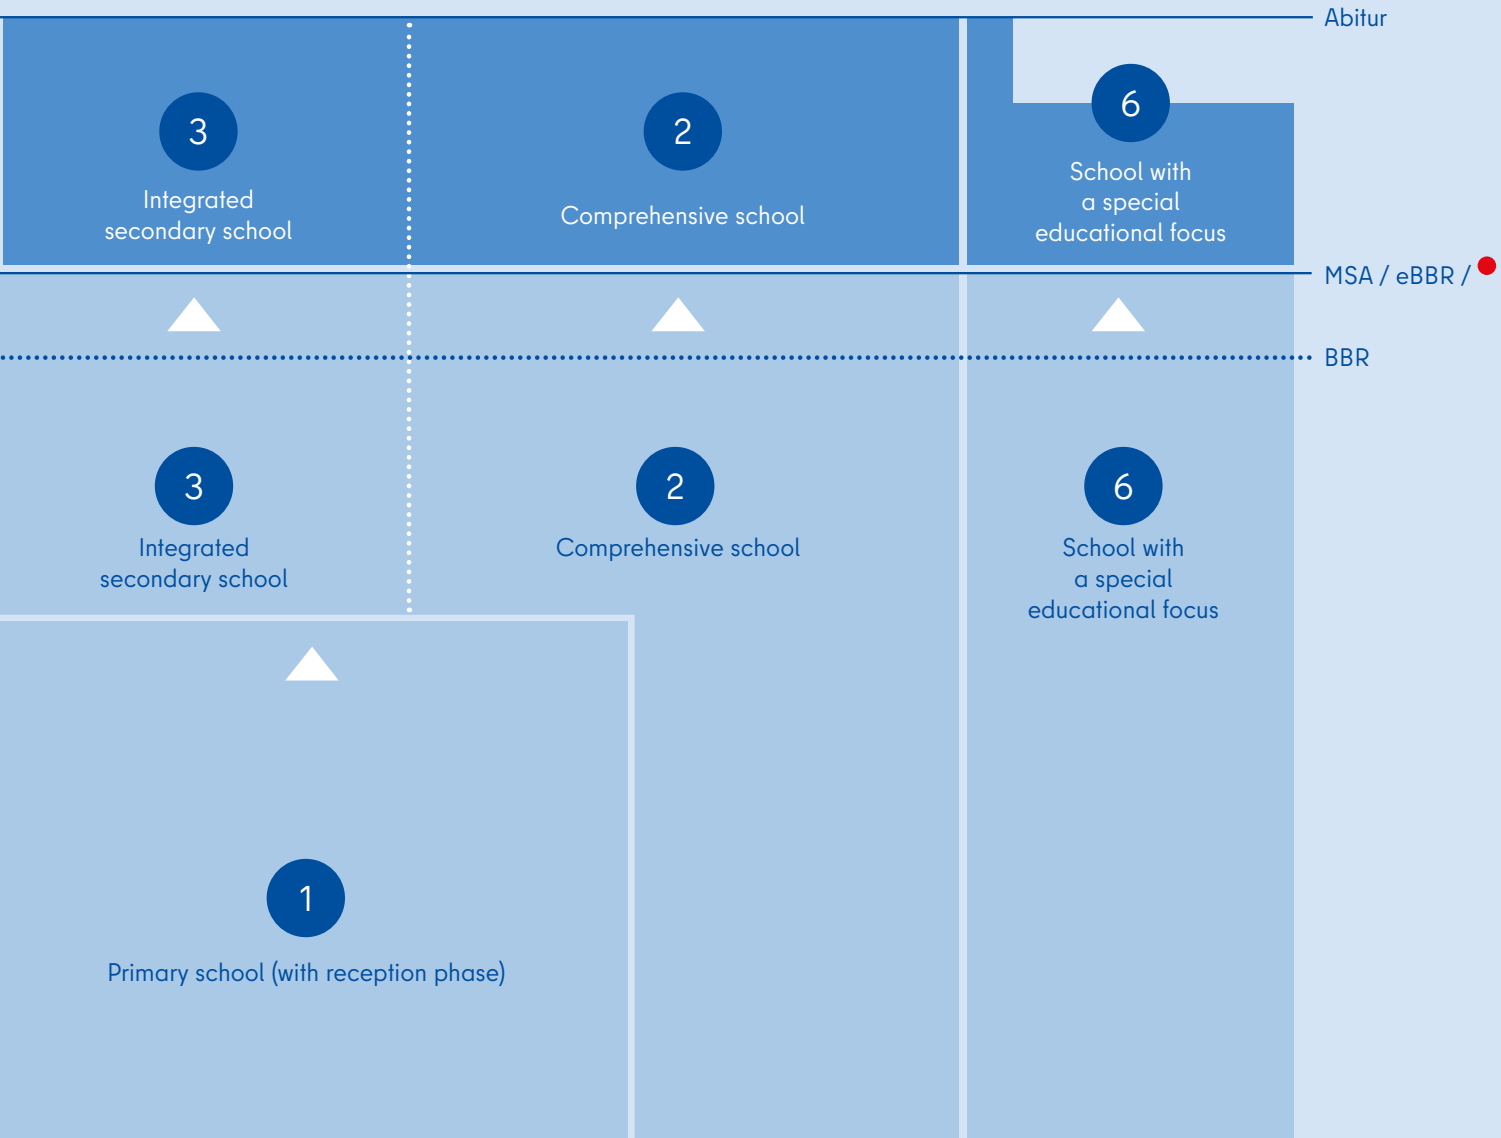 Abitur
3
Integrated
secondary school
2
Comprehensive school
6
School with
a special
educational focus
MSA / eBBR /
BBR
3
Integrated
secondary school
2
Comprehensive school
6
School with
a special
educational focus
1
Primary school (with reception phase)